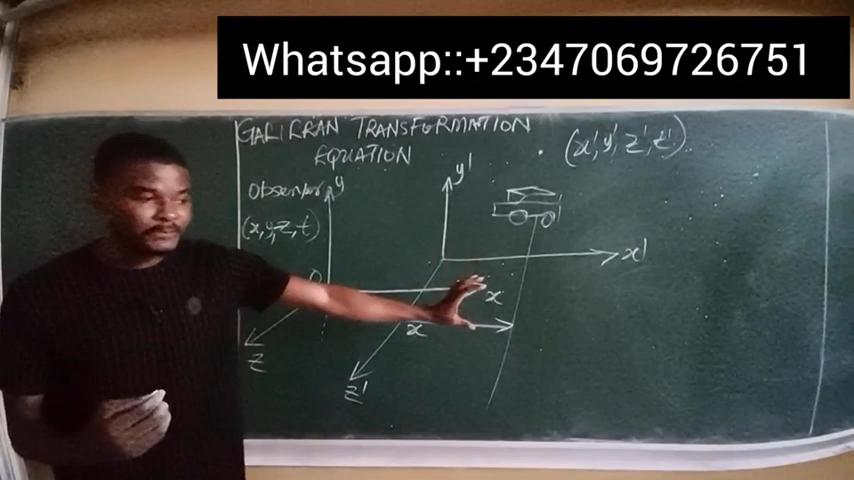 Whatsapp::+2347069726751
GALILEAN TRANSFORMATION
EQUATION
(x',y',z',t')
Observer
y
y'
(x,y,z,t)
x'
O
x
x
z
z'